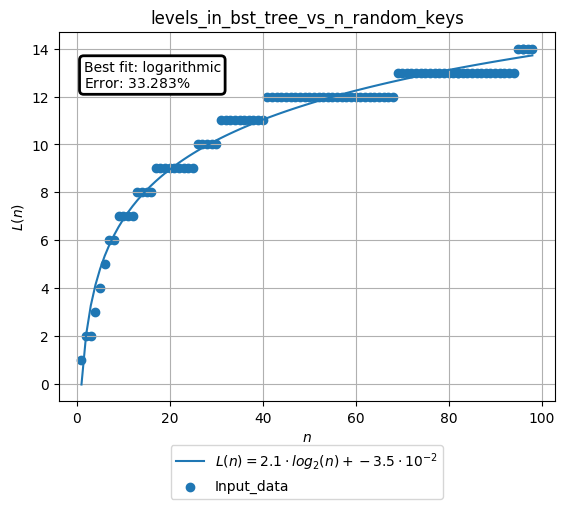 levels_in_bst_tree_vs_n_random_keys
14
12
10
8
6
4
2
0
L(n)
Best fit: logarithmic
Error: 33.283%
0 20 40 60 80 100
n
L(n) = 2.1 · log₂(n) + −3.5 · 10⁻²
Input_data